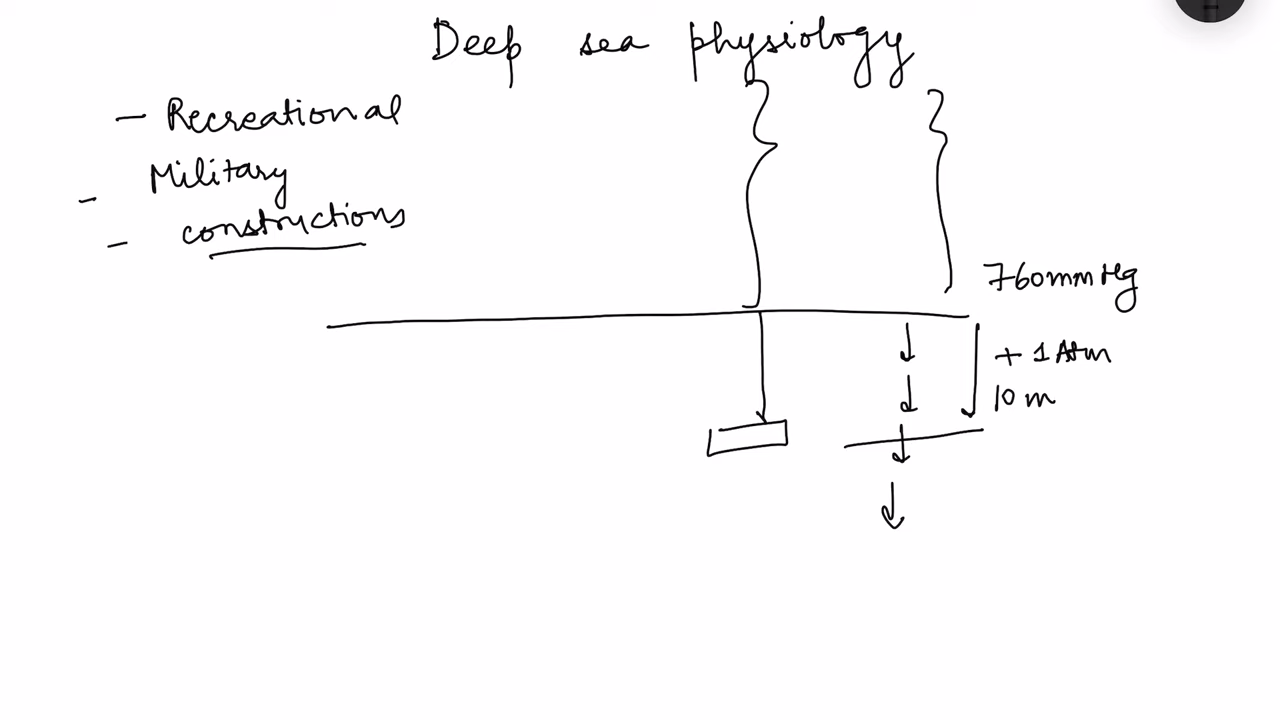 Deep sea physiology
- Recreational
- Military
- constructions
760mmHg
+ 1 Atm
10 m